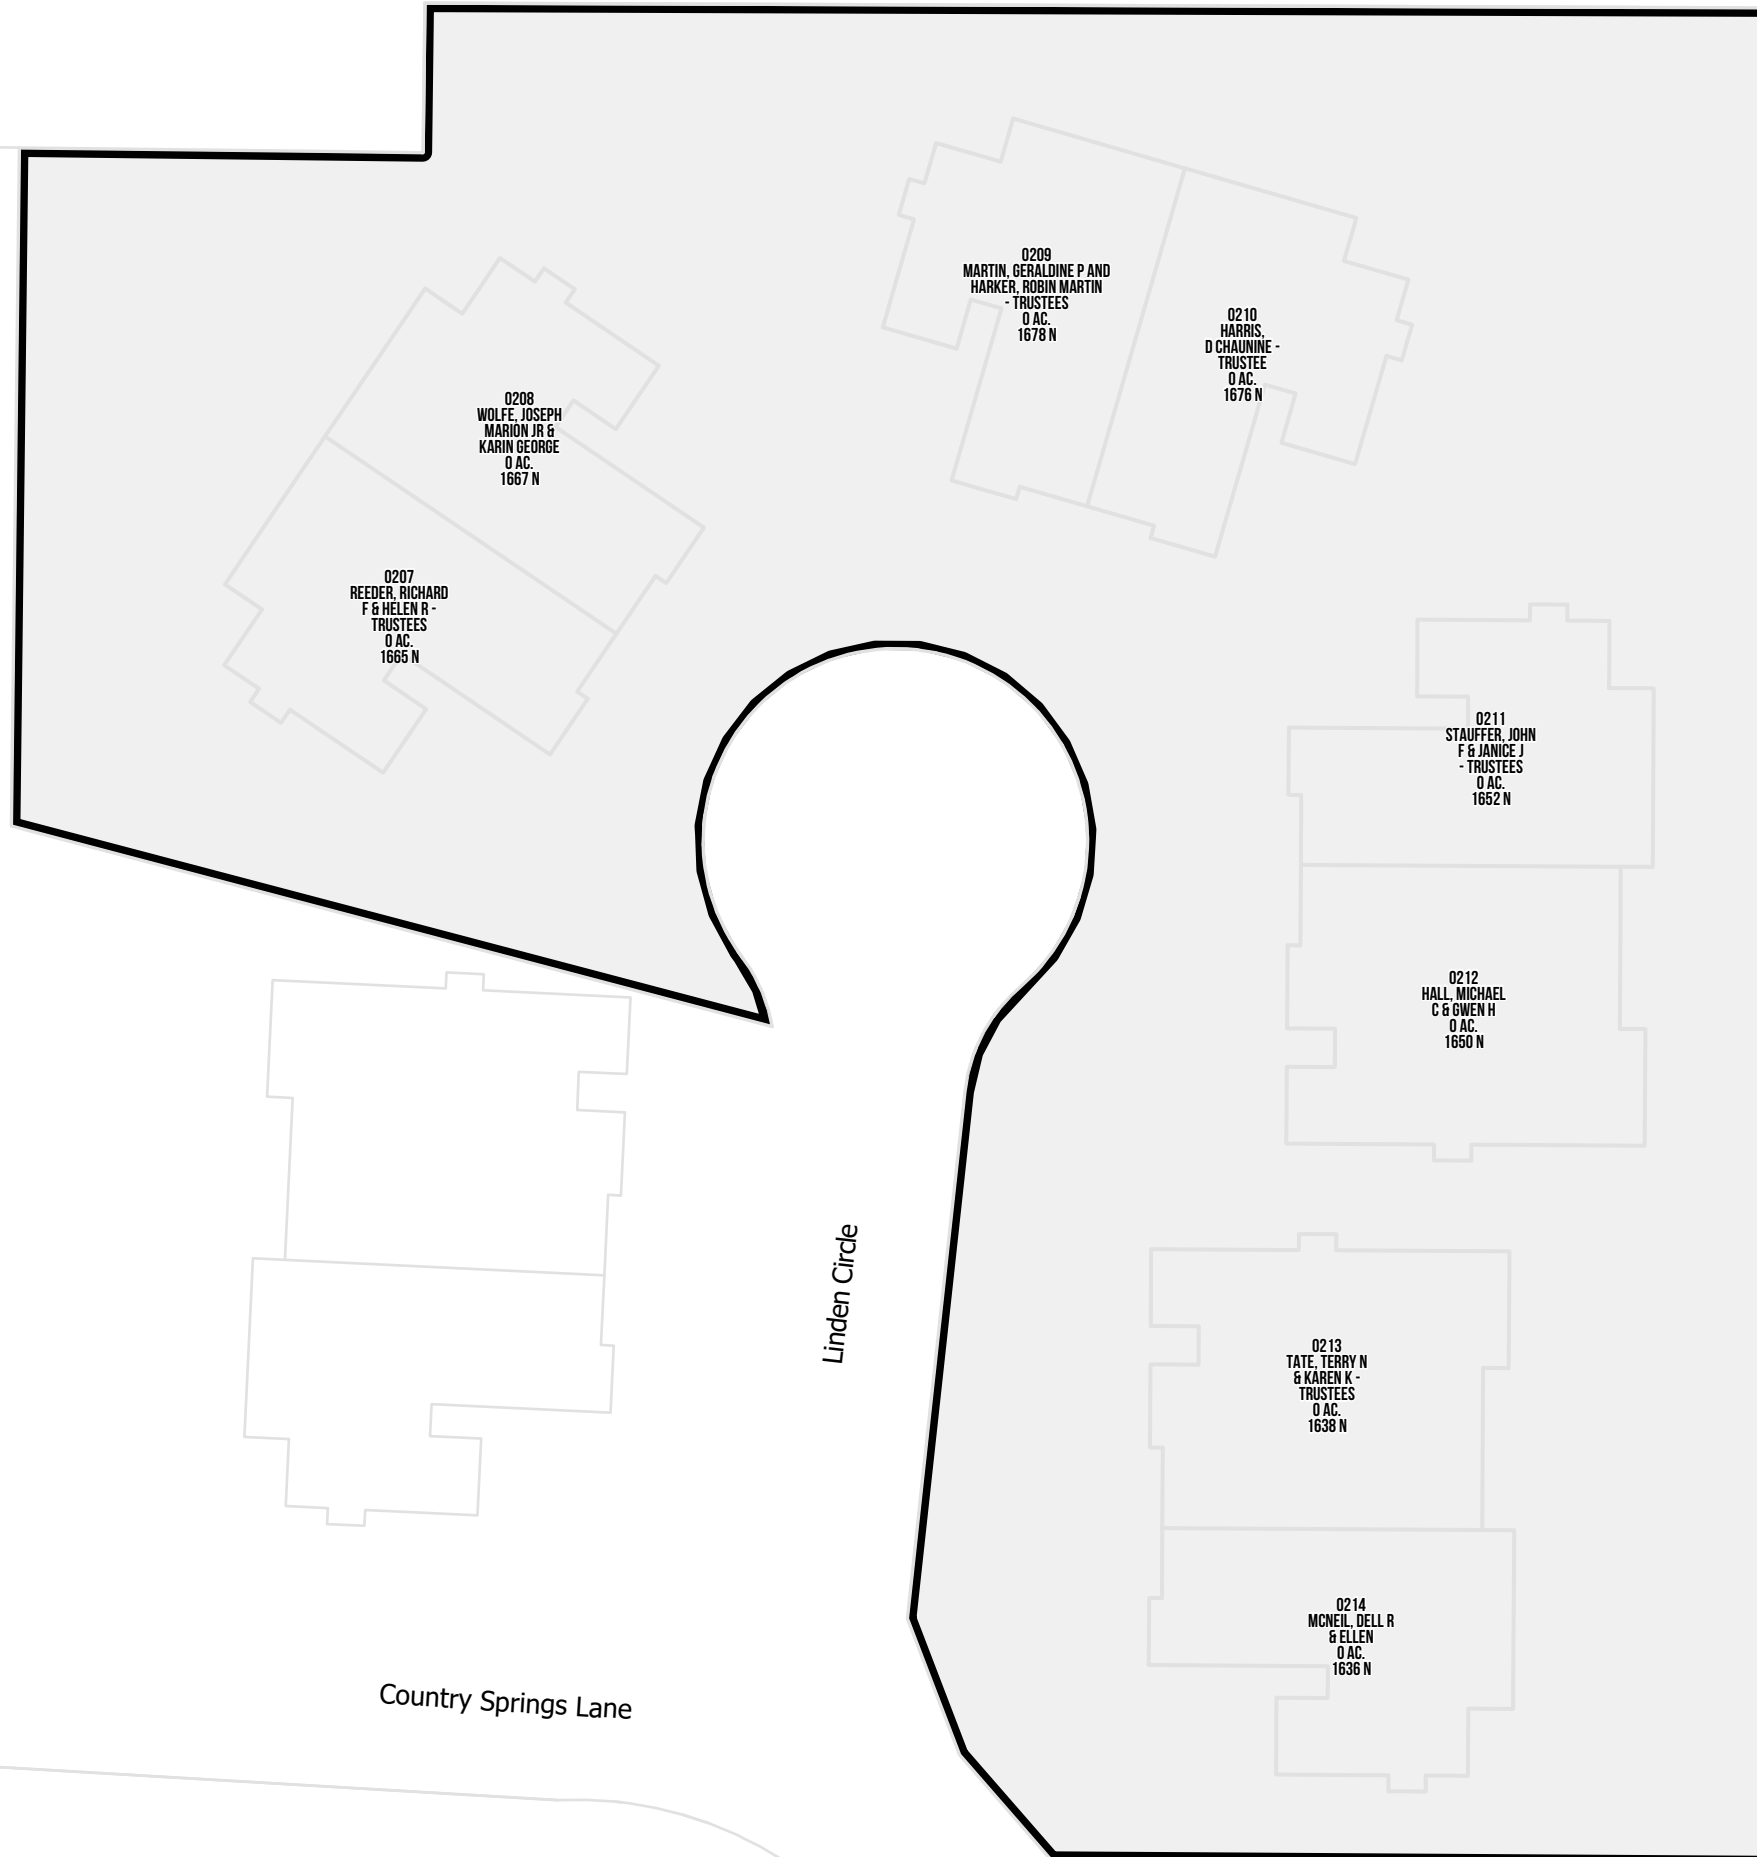 0209
MARTIN, GERALDINE P AND
HARKER, ROBIN MARTIN
- TRUSTEES
0 AC.
1678 N
0210
HARRIS,
D CHAUNINE -
TRUSTEE
0 AC.
1676 N
0208
WOLFE, JOSEPH
MARION JR &
KARIN GEORGE
0 AC.
1667 N
0207
REEDER, RICHARD
F & HELEN R -
TRUSTEES
0 AC.
1665 N
0211
STAUFFER, JOHN
F & JANICE J
- TRUSTEES
0 AC.
1652 N
0212
HALL, MICHAEL
C & GWEN H
0 AC.
1650 N
Linden Circle
0213
TATE, TERRY N
& KAREN K -
TRUSTEES
0 AC.
1638 N
0214
MCNEIL, DELL R
& ELLEN
0 AC.
1636 N
Country Springs Lane